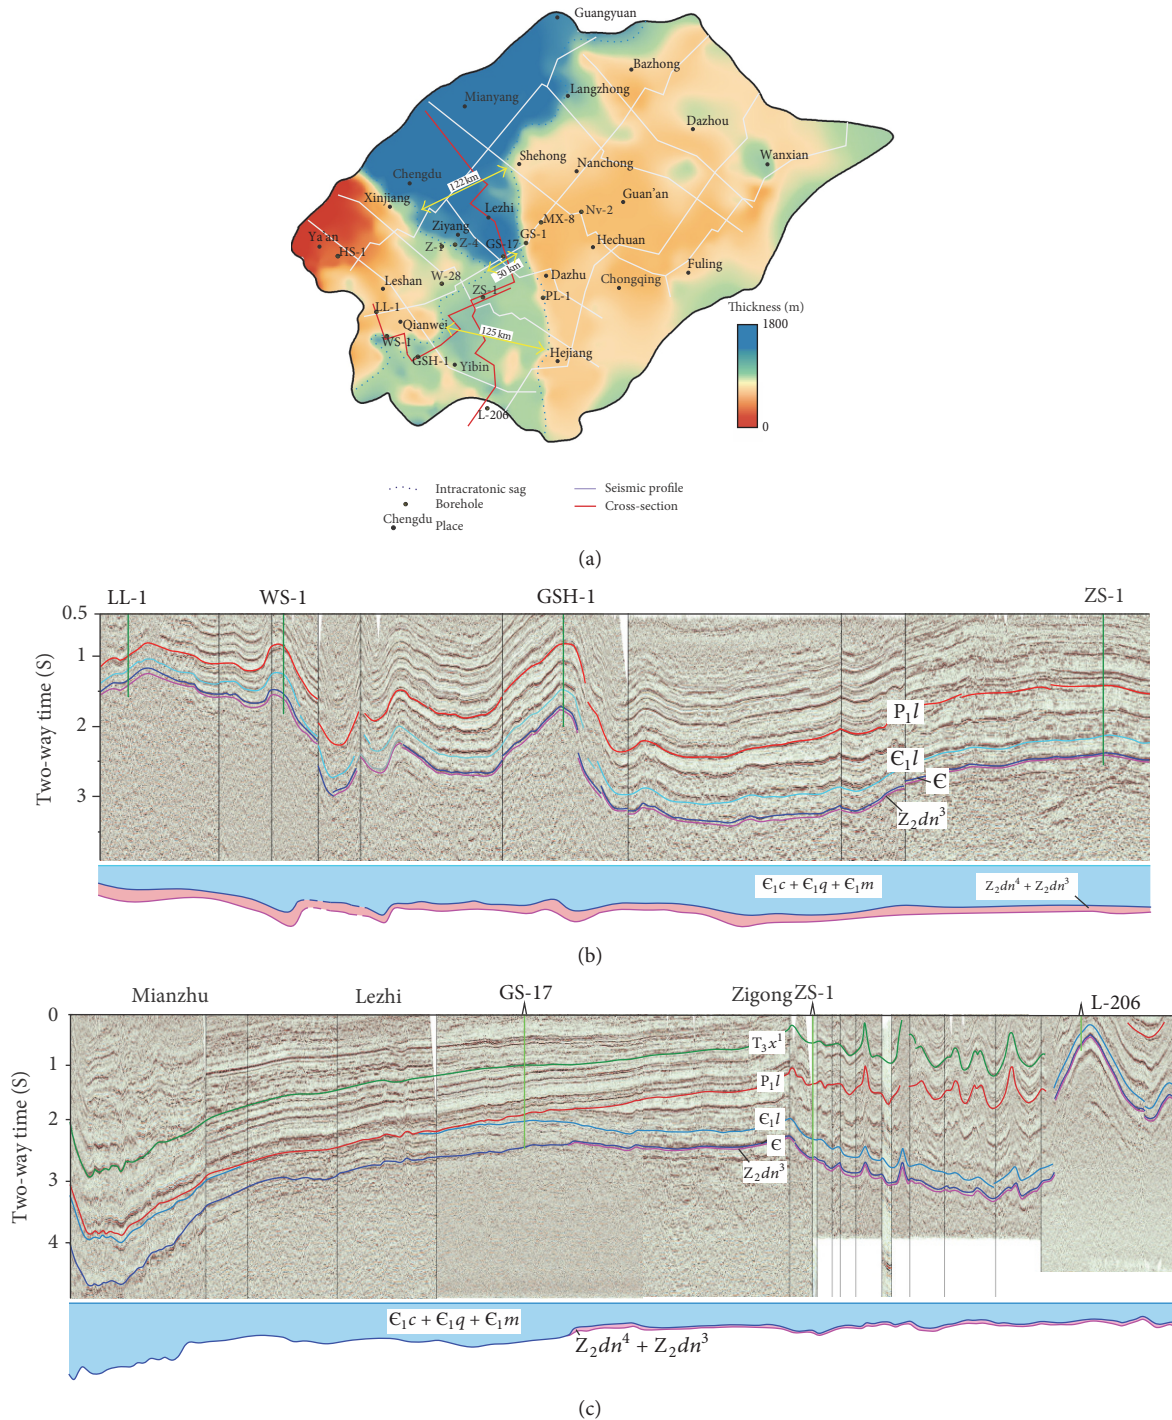 Guangyuan
Bazhong
Langzhong
Mianyang
Dazhou
Shehong
Nanchong
Wanxian
Chengdu
122 km
Xinjiang
Guan'an
Lezhi
Nv-2
MX-8
Ziyang
GS-1
Ya'an
Z-1
Z-4
GS-17
Hechuan
HS-1
50 km
Fuling
Leshan
W-28
Dazhu
Chongqing
ZS-1
PL-1
LL-1
Qianwei
125 km
WS-1
GSH-1
Yibin
Hejiang
L-206
Thickness (m)
1800
0
Intracratonic sag
Seismic profile
Borehole
Cross-section
Chengdu
Place
(a)
LL-1 WS-1 GSH-1 ZS-1
0.5
1
2
3
Two-way time (S)
P₁l
Є₁l
Є
Z₂dn³
Є₁c + Є₁q + Є₁m
Z₂dn⁴ + Z₂dn³
(b)
Mianzhu Lezhi GS-17 Zigong ZS-1 L-206
0
1
2
3
4
Two-way time (S)
T₃x¹
P₁l
Є₁l
Є
Z₂dn³
Є₁c + Є₁q + Є₁m
Z₂dn⁴ + Z₂dn³
(c)